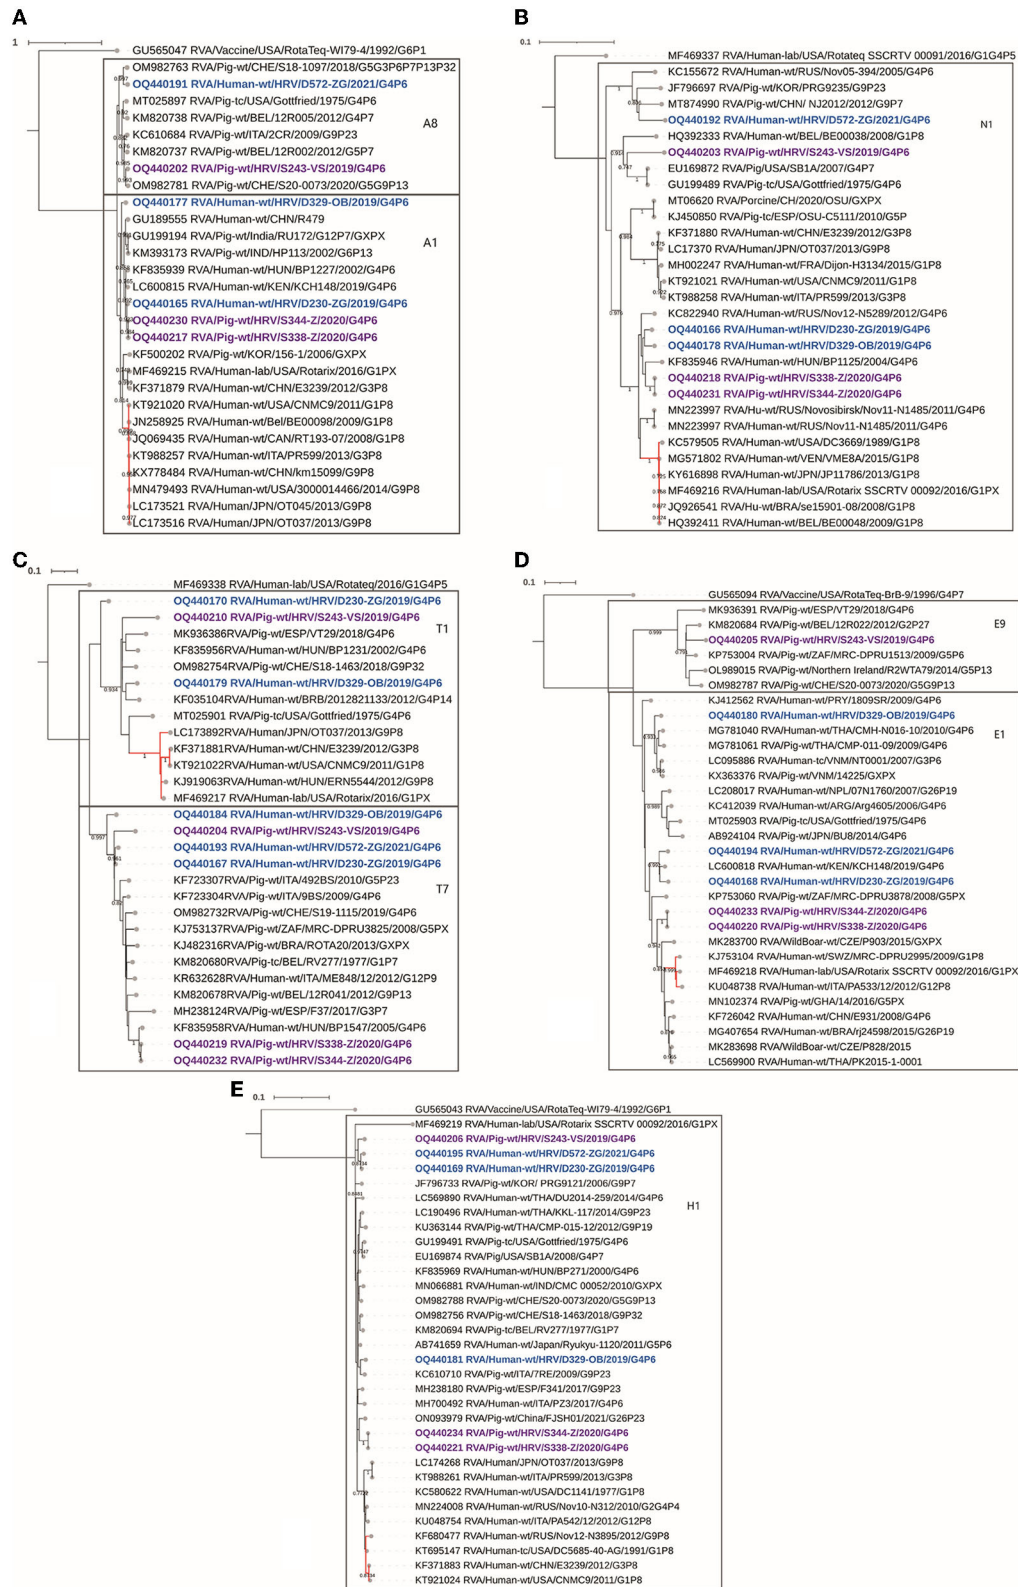 A
1
GU565047 RVA/Vaccine/USA/RotaTeq-WI79-4/1992/G6P1
OM982763 RVA/Pig-wt/CHE/S18-1097/2018/G5G3P6P7P13P32
OQ440191 RVA/Human-wt/HRV/D572-ZG/2021/G4P6
MT025897 RVA/Pig-tc/USA/Gottfried/1975/G4P6
KM820738 RVA/Pig-wt/BEL/12R005/2012/G4P7
A8
KC610684 RVA/Pig-wt/ITA/2CR/2009/G9P23
KM820737 RVA/Pig-wt/BEL/12R002/2012/G5P7
OQ440202 RVA/Pig-wt/HRV/S243-VS/2019/G4P6
OM982781 RVA/Pig-wt/CHE/S20-0073/2020/G5G9P13
OQ440177 RVA/Human-wt/HRV/D329-OB/2019/G4P6
GU189555 RVA/Human-wt/CHN/R479
GU199194 RVA/Pig-wt/India/RU172/G12P7/GXPX
A1
KM393173 RVA/Pig-wt/IND/HP113/2002/G6P13
KF835939 RVA/Human-wt/HUN/BP1227/2002/G4P6
LC600815 RVA/Human-wt/KEN/KCH148/2019/G4P6
OQ440165 RVA/Human-wt/HRV/D230-ZG/2019/G4P6
OQ440230 RVA/Pig-wt/HRV/S344-Z/2020/G4P6
OQ440217 RVA/Pig-wt/HRV/S338-Z/2020/G4P6
KF500202 RVA/Pig-wt/KOR/156-1/2006/GXPX
MF469215 RVA/Human-lab/USA/Rotarix/2016/G1PX
KF371879 RVA/Human-wt/CHN/E3239/2012/G3P8
KT921020 RVA/Human-wt/USA/CNMC9/2011/G1P8
JN258925 RVA/Human-wt/Bel/BE00098/2009/G1P8
JQ069435 RVA/Human-wt/CAN/RT193-07/2008/G1P8
KT988257 RVA/Human-wt/ITA/PR599/2013/G3P8
KX778484 RVA/Human-wt/CHN/km15099/G9P8
MN479493 RVA/Human-wt/USA/3000014466/2014/G9P8
LC173521 RVA/Human/JPN/OT045/2013/G9P8
LC173516 RVA/Human/JPN/OT037/2013/G9P8
B
0.1
MF469337 RVA/Human-lab/USA/Rotateq SSCRTV 00091/2016/G1G4P5
KC155672 RVA/Human-wt/RUS/Nov05-394/2005/G4P6
JF796697 RVA/Pig-wt/KOR/PRG9235/G9P23
MT874990 RVA/Pig-wt/CHN/ NJ2012/2012/G9P7
OQ440192 RVA/Human-wt/HRV/D572-ZG/2021/G4P6
N1
HQ392333 RVA/Human-wt/BEL/BE00038/2008/G1P8
OQ440203 RVA/Pig-wt/HRV/S243-VS/2019/G4P6
EU169872 RVA/Pig/USA/SB1A/2007/G4P7
GU199489 RVA/Pig-tc/USA/Gottfried/1975/G4P6
MT06620 RVA/Porcine/CH/2020/OSU/GXPX
KJ450850 RVA/Pig-tc/ESP/OSU-C5111/2010/G5P
KF371880 RVA/Human-wt/CHN/E3239/2012/G3P8
LC17370 RVA/Human/JPN/OT037/2013/G9P8
MH002247 RVA/Human-wt/FRA/Dijon-H3134/2015/G1P8
KT921021 RVA/Human-wt/USA/CNMC9/2011/G1P8
KT988258 RVA/Human-wt/ITA/PR599/2013/G3P8
KC822940 RVA/Human-wt/RUS/Nov12-N5289/2012/G4P6
OQ440166 RVA/Human-wt/HRV/D230-ZG/2019/G4P6
OQ440178 RVA/Human-wt/HRV/D329-OB/2019/G4P6
KF835946 RVA/Human-wt/HUN/BP1125/2004/G4P6
OQ440218 RVA/Pig-wt/HRV/S338-Z/2020/G4P6
OQ440231 RVA/Pig-wt/HRV/S344-Z/2020/G4P6
MN223997 RVA/Hu-wt/RUS/Novosibirsk/Nov11-N1485/2011/G4P6
MN223997 RVA/Human-wt/RUS/Nov11-N1485/2011/G4P6
KC579505 RVA/Human-wt/USA/DC3669/1989/G1P8
MG571802 RVA/Human-wt/VEN/VME8A/2015/G1P8
KY616898 RVA/Human-wt/JPN/JP11786/2013/G1P8
MF469216 RVA/Human-lab/USA/Rotarix SSCRTV 00092/2016/G1PX
JQ926541 RVA/Hu-wt/BRA/se15901-08/2008/G1P8
HQ392411 RVA/Human-wt/BEL/BE00048/2009/G1P8
C
0.1
MF469338 RVA/Human-lab/USA/Rotateq/2016/G1G4P5
OQ440170 RVA/Human-wt/HRV/D230-ZG/2019/G4P6
OQ440210 RVA/Pig-wt/HRV/S243-VS/2019/G4P6
T1
MK936386RVA/Pig-wt/ESP/VT29/2018/G4P6
KF835956RVA/Human-wt/HUN/BP1231/2002/G4P6
OM982754RVA/Pig-wt/CHE/S18-1463/2018/G9P32
OQ440179 RVA/Human-wt/HRV/D329-OB/2019/G4P6
KF035104RVA/Human-wt/BRB/2012821133/2012/G4P14
MT025901 RVA/Pig-tc/USA/Gottfried/1975/G4P6
LC173892RVA/Human/JPN/OT037/2013/G9P8
KF371881RVA/Human-wt/CHN/E3239/2012/G3P8
KT921022RVA/Human-wt/USA/CNMC9/2011/G1P8
KJ919063RVA/Human-wt/HUN/ERN5544/2012/G9P8
MF469217 RVA/Human-lab/USA/Rotarix/2016/G1PX
OQ440184 RVA/Human-wt/HRV/D329-OB/2019/G4P6
OQ440204 RVA/Pig-wt/HRV/S243-VS/2019/G4P6
OQ440193 RVA/Human-wt/HRV/D572-ZG/2021/G4P6
OQ440167 RVA/Human-wt/HRV/D230-ZG/2019/G4P6
KF723307RVA/Pig-wt/ITA/492BS/2010/G5P23
T7
KF723304RVA/Pig-wt/ITA/9BS/2009/G4P6
OM982732RVA/Pig-wt/CHE/S19-1115/2019/G4P6
KJ753137RVA/Pig-wt/ZAF/MRC-DPRU3825/2008/G5PX
KJ482316RVA/Pig-wt/BRA/ROTA20/2013/GXPX
KM820680RVA/Pig-tc/BEL/RV277/1977/G1P7
KR632628RVA/Human-wt/ITA/ME848/12/2012/G12P9
KM820678RVA/Pig-wt/BEL/12R041/2012/G9P13
MH238124RVA/Pig-wt/ESP/F37/2017/G3P7
KF835958RVA/Human-wt/HUN/BP1547/2005/G4P6
OQ440219 RVA/Pig-wt/HRV/S338-Z/2020/G4P6
OQ440232 RVA/Pig-wt/HRV/S344-Z/2020/G4P6
D
0.1
GU565094 RVA/Vaccine/USA/RotaTeq-BrB-9/1996/G4P7
MK936391 RVA/Pig-wt/ESP/VT29/2018/G4P6
KM820684 RVA/Pig-wt/BEL/12R022/2012/G2P27
E9
OQ440205 RVA/Pig-wt/HRV/S243-VS/2019/G4P6
KP753004 RVA/Pig-wt/ZAF/MRC-DPRU1513/2009/G5P6
OL989015 RVA/Pig-wt/Northern Ireland/R2WTA79/2014/G5P13
OM982787 RVA/Pig-wt/CHE/S20-0073/2020/G5G9P13
KJ412562 RVA/Human-wt/PRY/1809SR/2009/G4P6
OQ440180 RVA/Human-wt/HRV/D329-OB/2019/G4P6
MG781040 RVA/Human-wt/THA/CMH-N016-10/2010/G4P6
E1
MG781061 RVA/Pig-wt/THA/CMP-011-09/2009/G4P6
LC095886 RVA/Human-tc/VNM/NT0001/2007/G3P6
KX363376 RVA/Pig-wt/VNM/14225/GXPX
LC208017 RVA/Human-wt/NPL/07N1760/2007/G26P19
KC412039 RVA/Human-wt/ARG/Arg4605/2006/G4P6
MT025903 RVA/Pig-tc/USA/Gottfried/1975/G4P6
AB924104 RVA/Pig-wt/JPN/BU8/2014/G4P6
OQ440194 RVA/Human-wt/HRV/D572-ZG/2021/G4P6
LC600818 RVA/Human-wt/KEN/KCH148/2019/G4P6
OQ440168 RVA/Human-wt/HRV/D230-ZG/2019/G4P6
KP753060 RVA/Pig-wt/ZAF/MRC-DPRU3878/2008/G5PX
OQ440233 RVA/Pig-wt/HRV/S344-Z/2020/G4P6
OQ440220 RVA/Pig-wt/HRV/S338-Z/2020/G4P6
MK283700 RVA/WildBoar-wt/CZE/P903/2015/GXPX
KJ753104 RVA/Human-wt/SWZ/MRC-DPRU2995/2009/G1P8
MF469218 RVA/Human-lab/USA/Rotarix SSCRTV 00092/2016/G1PX
KU048738 RVA/Human-wt/ITA/PA533/12/2012/G12P8
MN102374 RVA/Pig-wt/GHA/14/2016/G5PX
KF726042 RVA/Human-wt/CHN/E931/2008/G4P6
MG407654 RVA/Human-wt/BRA/rj24598/2015/G26P19
MK283698 RVA/WildBoar-wt/CZE/P828/2015
LC569900 RVA/Human-wt/THA/PK2015-1-0001
E
0.1
GU565043 RVA/Vaccine/USA/RotaTeq-WI79-4/1992/G6P1
MF469219 RVA/Human-lab/USA/Rotarix SSCRTV 00092/2016/G1PX
OQ440206 RVA/Pig-wt/HRV/S243-VS/2019/G4P6
OQ440195 RVA/Human-wt/HRV/D572-ZG/2021/G4P6
OQ440169 RVA/Human-wt/HRV/D230-ZG/2019/G4P6
JF796733 RVA/Pig-wt/KOR/ PRG9121/2006/G9P7
LC569890 RVA/Human-wt/THA/DU2014-259/2014/G4P6
H1
LC190496 RVA/Human-wt/THA/KKL-117/2014/G9P23
KU363144 RVA/Pig-wt/THA/CMP-015-12/2012/G9P19
GU199491 RVA/Pig-tc/USA/Gottfried/1975/G4P6
EU169874 RVA/Pig/USA/SB1A/2008/G4P7
KF835969 RVA/Human-wt/HUN/BP271/2000/G4P6
MN066881 RVA/Human-wt/IND/CMC 00052/2010/GXPX
OM982788 RVA/Pig-wt/CHE/S20-0073/2020/G5G9P13
OM982756 RVA/Pig-wt/CHE/S18-1463/2018/G9P32
KM820694 RVA/Pig-tc/BEL/RV277/1977/G1P7
AB741659 RVA/Human-wt/Japan/Ryukyu-1120/2011/G5P6
OQ440181 RVA/Human-wt/HRV/D329-OB/2019/G4P6
KC610710 RVA/Pig-wt/ITA/7RE/2009/G9P23
MH238180 RVA/Pig-wt/ESP/F341/2017/G9P23
MH700492 RVA/Human-wt/ITA/PZ3/2017/G4P6
ON093979 RVA/Pig-wt/China/FJSH01/2021/G26P23
OQ440234 RVA/Pig-wt/HRV/S344-Z/2020/G4P6
OQ440221 RVA/Pig-wt/HRV/S338-Z/2020/G4P6
LC174268 RVA/Human/JPN/OT037/2013/G9P8
KT988261 RVA/Human-wt/ITA/PR599/2013/G3P8
KC580622 RVA/Human-wt/USA/DC1141/1977/G1P8
MN224008 RVA/Human-wt/RUS/Nov10-N312/2010/G2G4P4
KU048754 RVA/Human-wt/ITA/PA542/12/2012/G12P8
KF680477 RVA/Human-wt/RUS/Nov12-N3895/2012/G9P8
KT695147 RVA/Human-tc/USA/DC5685-40-AG/1991/G1P8
KF371883 RVA/Human-wt/CHN/E3239/2012/G3P8
KT921024 RVA/Human-wt/USA/CNMC9/2011/G1P8